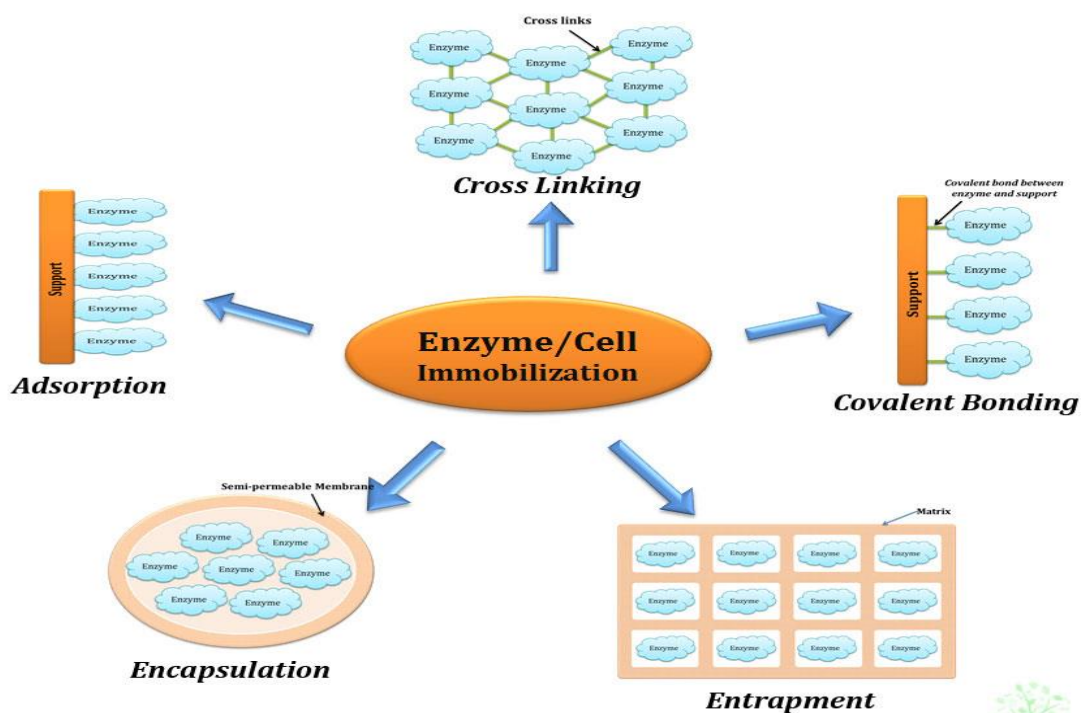 Cross links
Enzyme
Enzyme
Enzyme
Enzyme
Enzyme
Enzyme
Enzyme
Enzyme
Enzyme
Cross Linking
Support
Enzyme
Enzyme
Enzyme
Enzyme
Enzyme
Adsorption
Covalent bond between
enzyme and support
Support
Enzyme
Enzyme
Enzyme
Enzyme
Covalent Bonding
Enzyme/Cell
Immobilization
Semi-permeable Membrane
Enzyme
Enzyme
Enzyme
Enzyme
Enzyme
Enzyme
Enzyme
Encapsulation
Matrix
Enzyme Enzyme Enzyme Enzyme
Enzyme Enzyme Enzyme Enzyme
Enzyme Enzyme Enzyme Enzyme
Entrapment